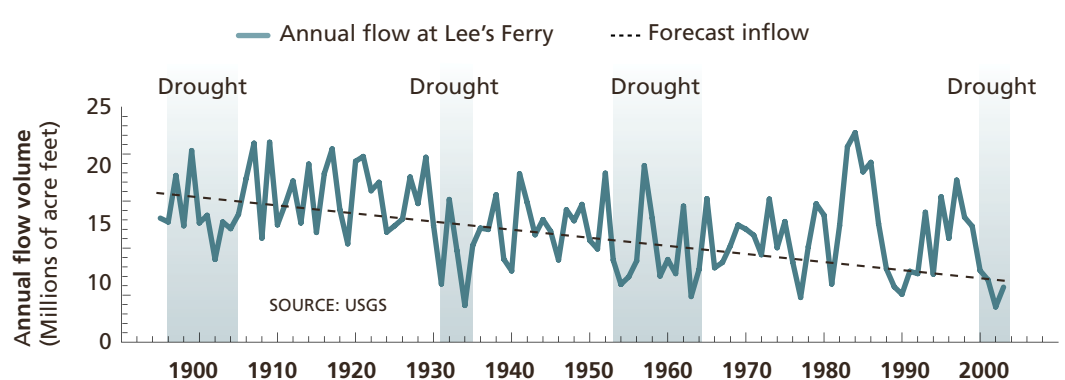 Annual flow at Lee's Ferry
Forecast inflow
Drought
Drought
Drought
Drought
Annual flow volume
(Millions of acre feet)
25
20
15
10
0
SOURCE: USGS
1900 1910 1920 1930 1940 1950 1960 1970 1980 1990 2000